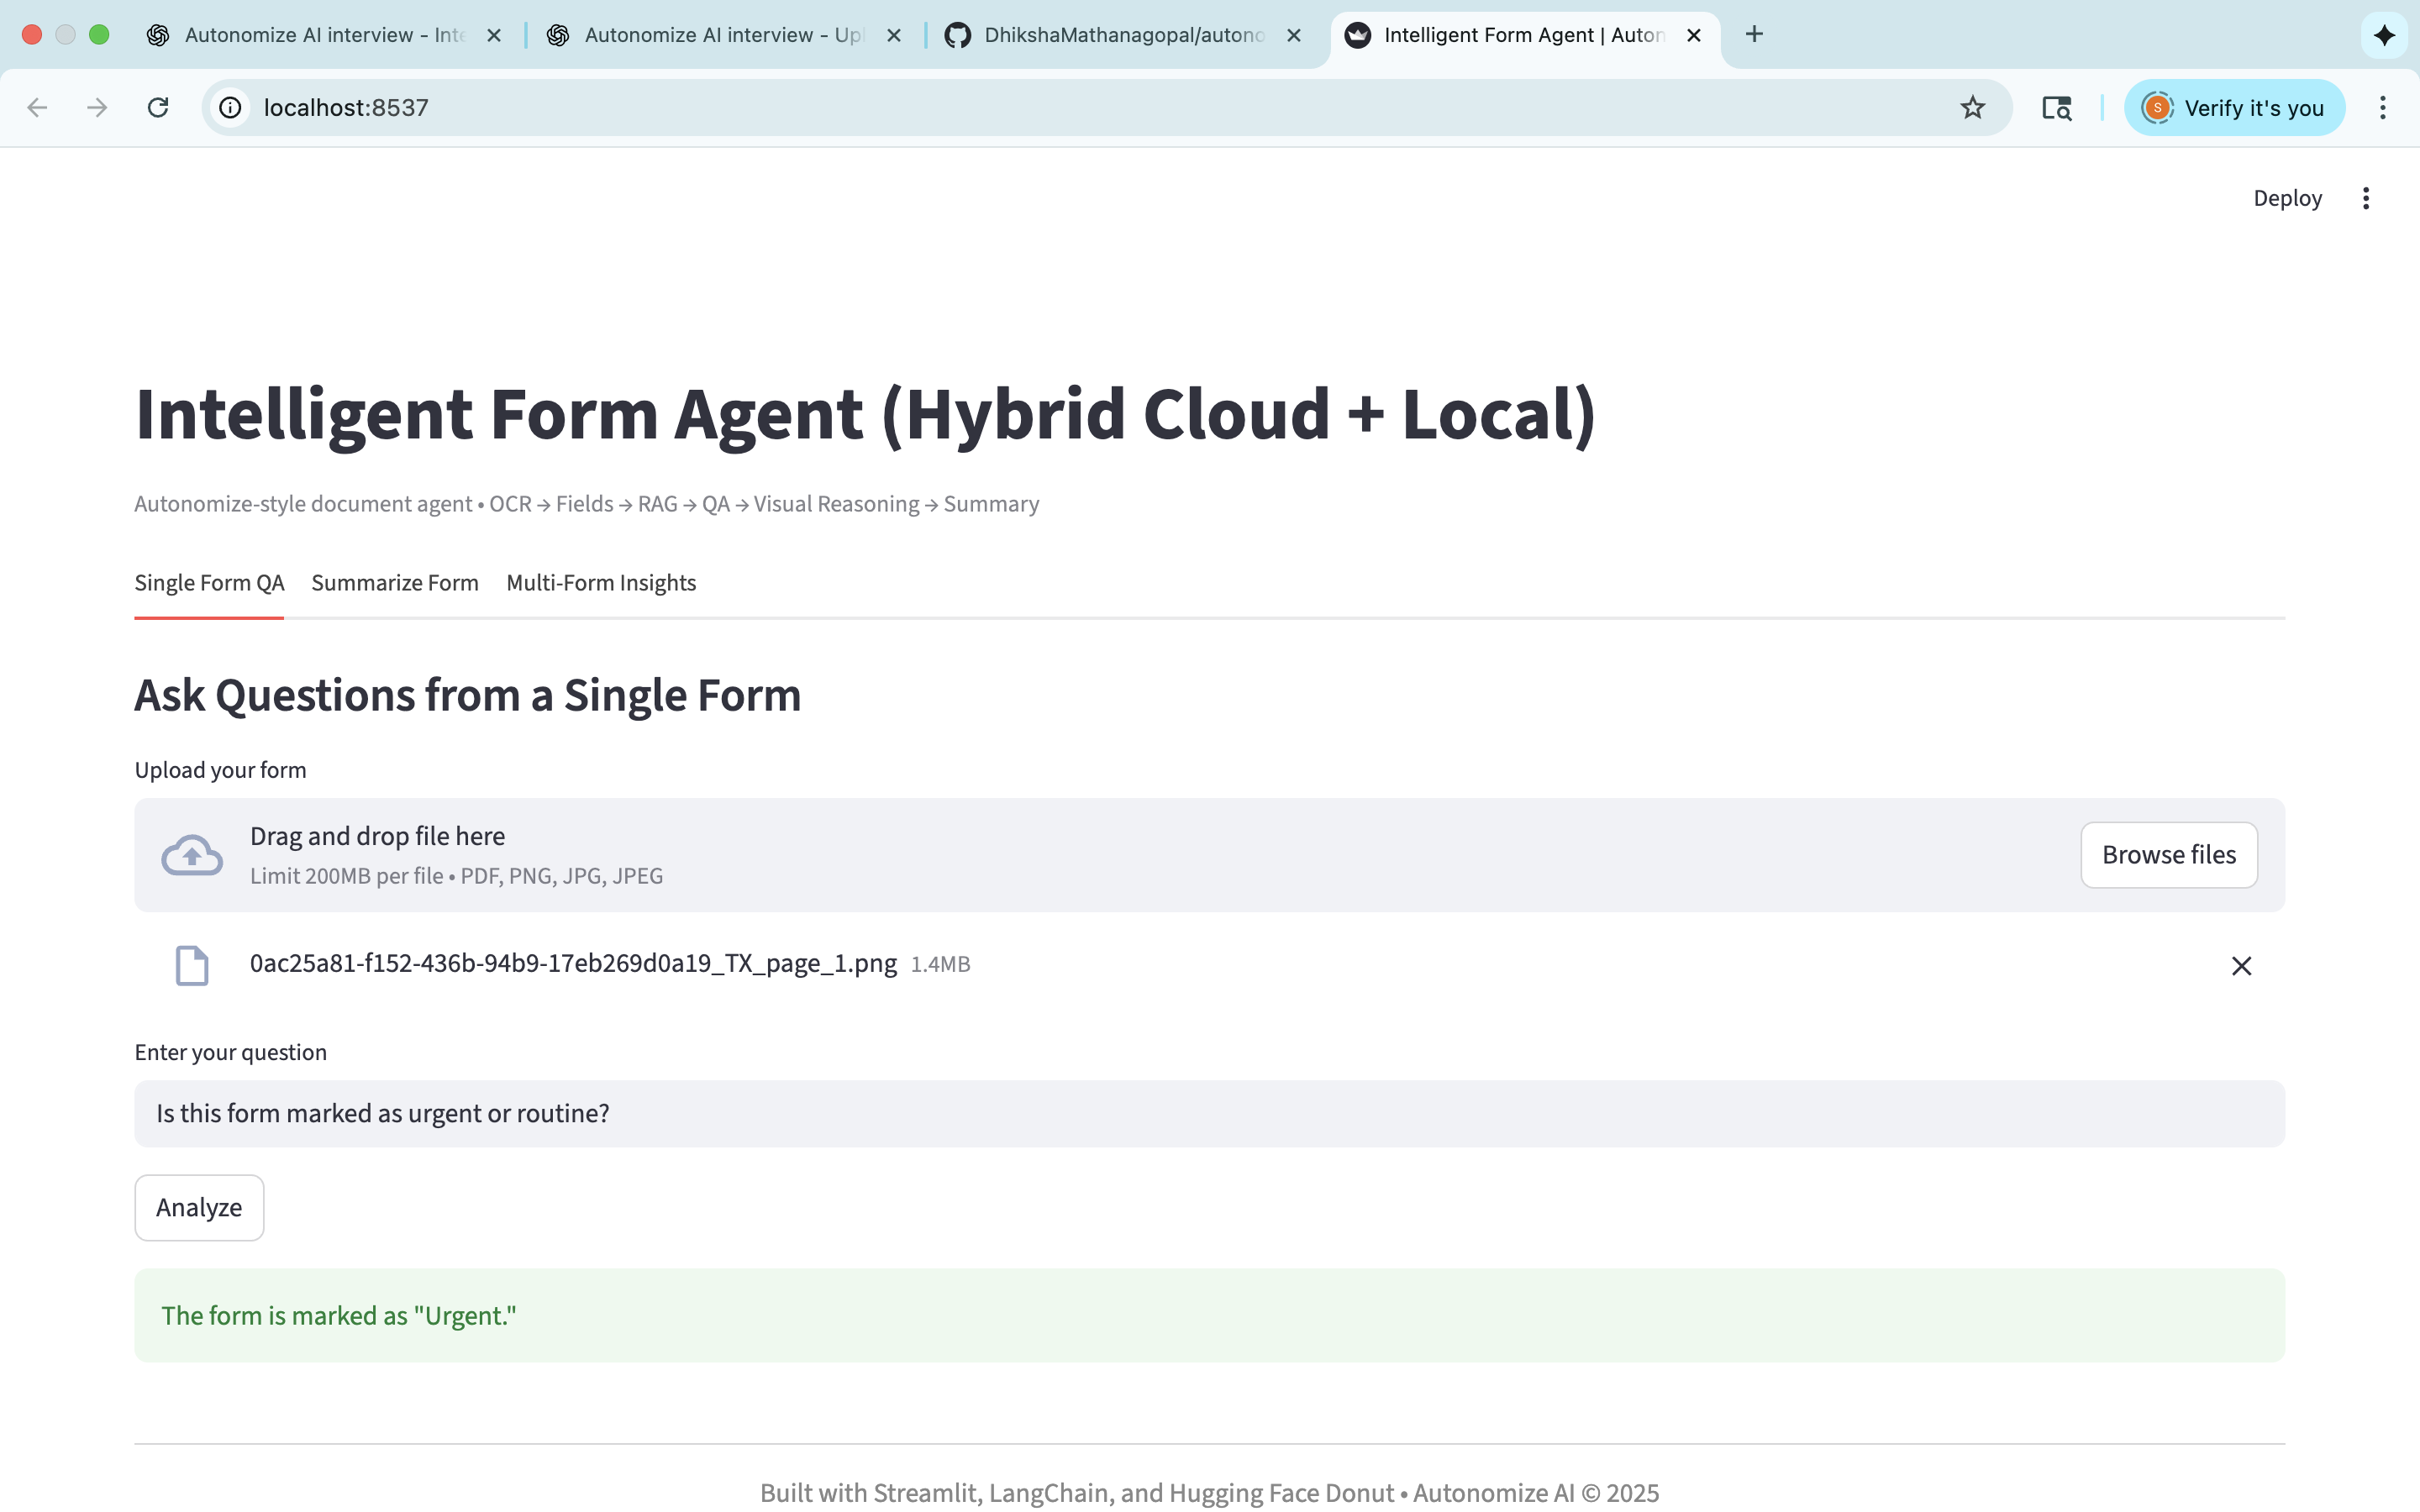 Autonomize AI interview - Inte
Autonomize AI interview - Upl
DhikshaMathanagopal/autono
Intelligent Form Agent | Auton
localhost:8537
S
Verify it's you
Deploy
Intelligent Form Agent (Hybrid Cloud + Local)
Autonomize-style document agent • OCR → Fields → RAG → QA → Visual Reasoning → Summary
Single Form QA Summarize Form Multi-Form Insights
Ask Questions from a Single Form
Upload your form
Drag and drop file here
Limit 200MB per file • PDF, PNG, JPG, JPEG
Browse files
0ac25a81-f152-436b-94b9-17eb269d0a19_TX_page_1.png 1.4MB
Enter your question
Is this form marked as urgent or routine?
Analyze
The form is marked as "Urgent."
Built with Streamlit, LangChain, and Hugging Face Donut • Autonomize AI © 2025